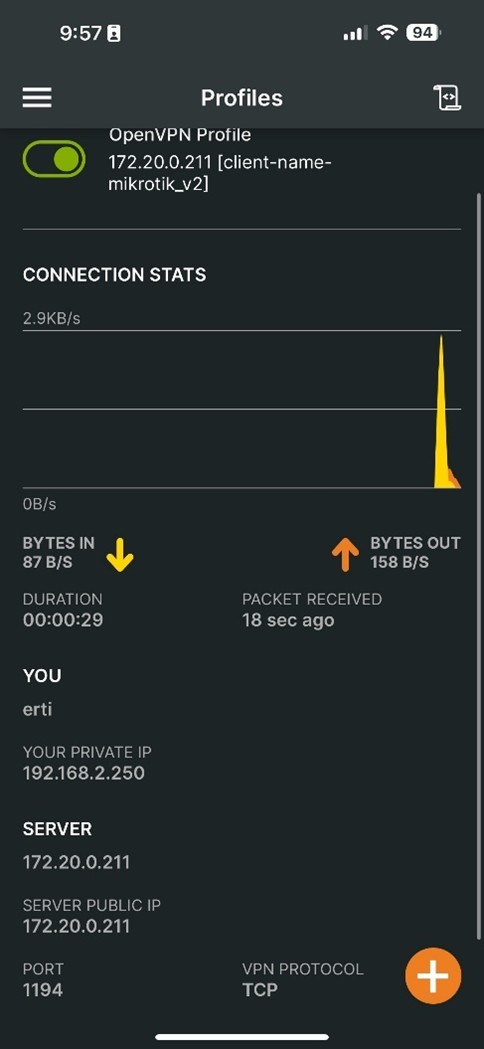 9:57
94
Profiles
OpenVPN Profile
172.20.0.211 [client-name-
mikrotik_v2]
CONNECTION STATS
2.9KB/s
0B/s
BYTES IN
87 B/S
BYTES OUT
158 B/S
DURATION
00:00:29
PACKET RECEIVED
18 sec ago
YOU
erti
YOUR PRIVATE IP
192.168.2.250
SERVER
172.20.0.211
SERVER PUBLIC IP
172.20.0.211
PORT
1194
VPN PROTOCOL
TCP